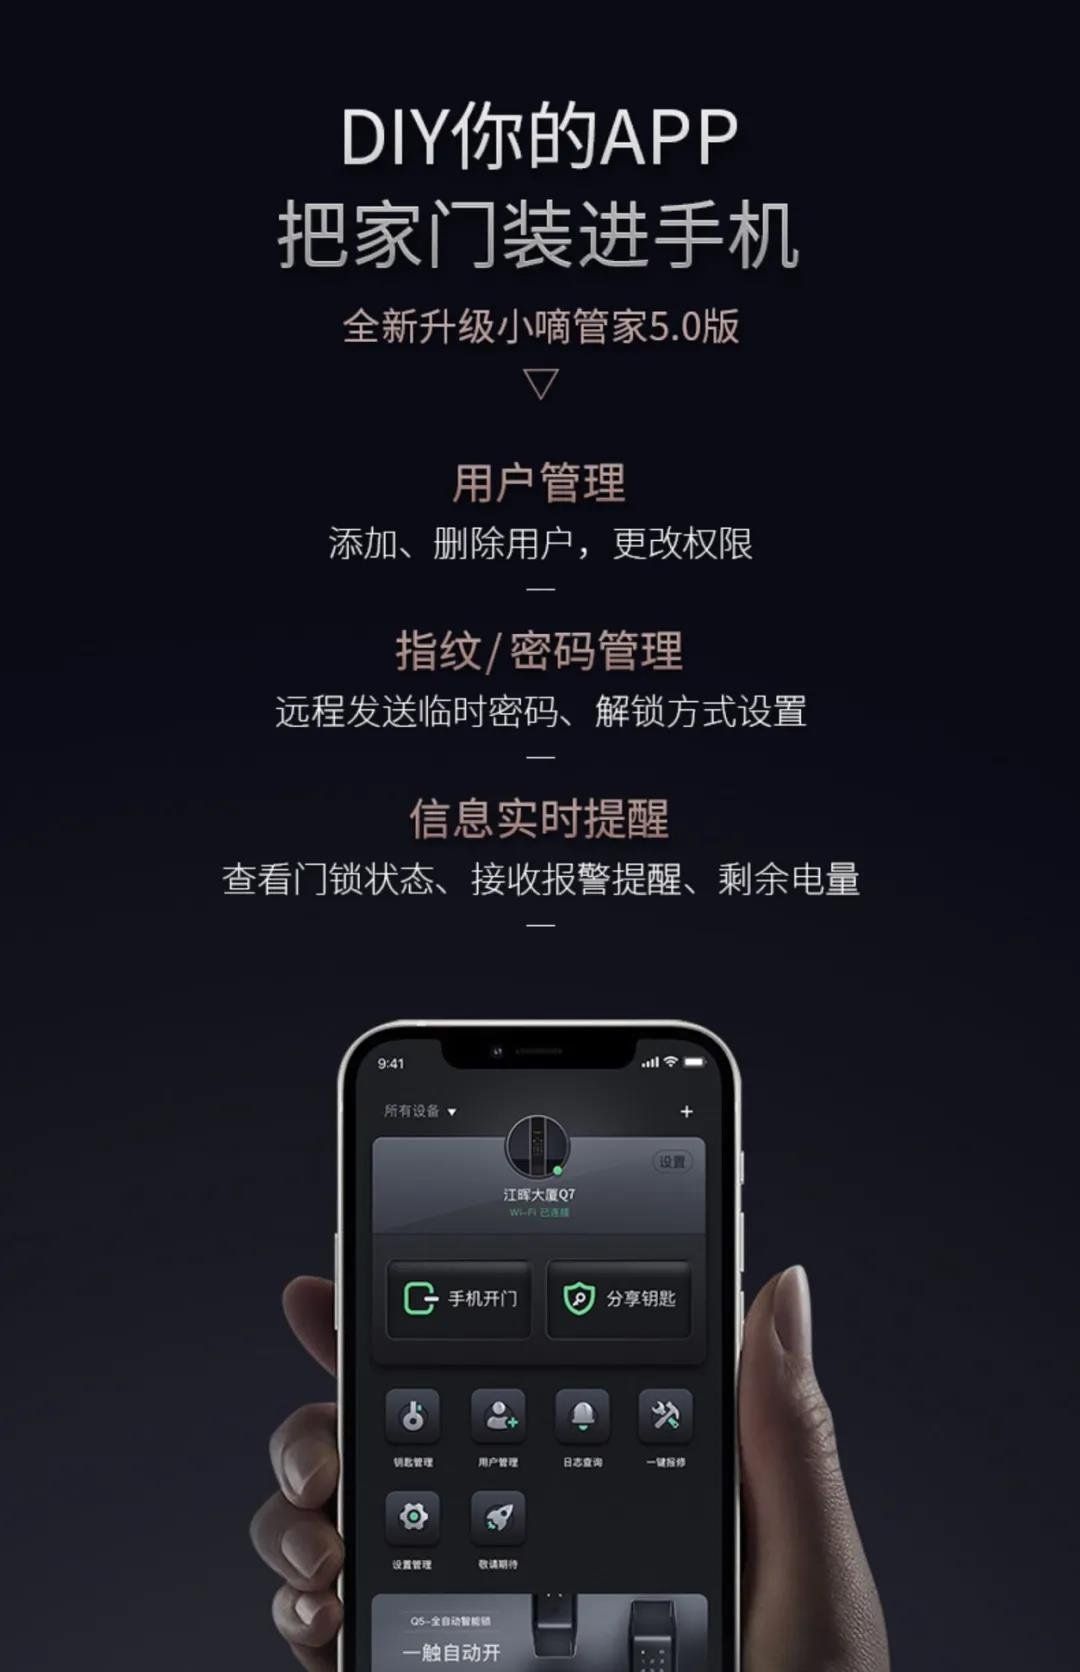 DIY你的APP
把家门装进手机
全新升级小嘀管家5.0版
用户管理
添加、删除用户，更改权限
指纹/密码管理
远程发送临时密码、解锁方式设置
信息实时提醒
查看门锁状态、接收报警提醒、剩余电量
9:41
所有设备
设置
江晖大厦Q7
Wi-Fi 已连接
手机开门 分享钥匙
钥匙管理 用户管理 日志查询 一键报修
设置管理 敬请期待
Q5-全自动智能锁
一触自动开